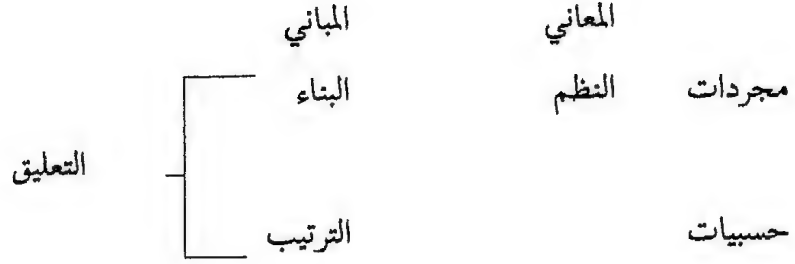 المعاني المباني
مجردات النظم البناء
التعليق
حسبيات الترتيب